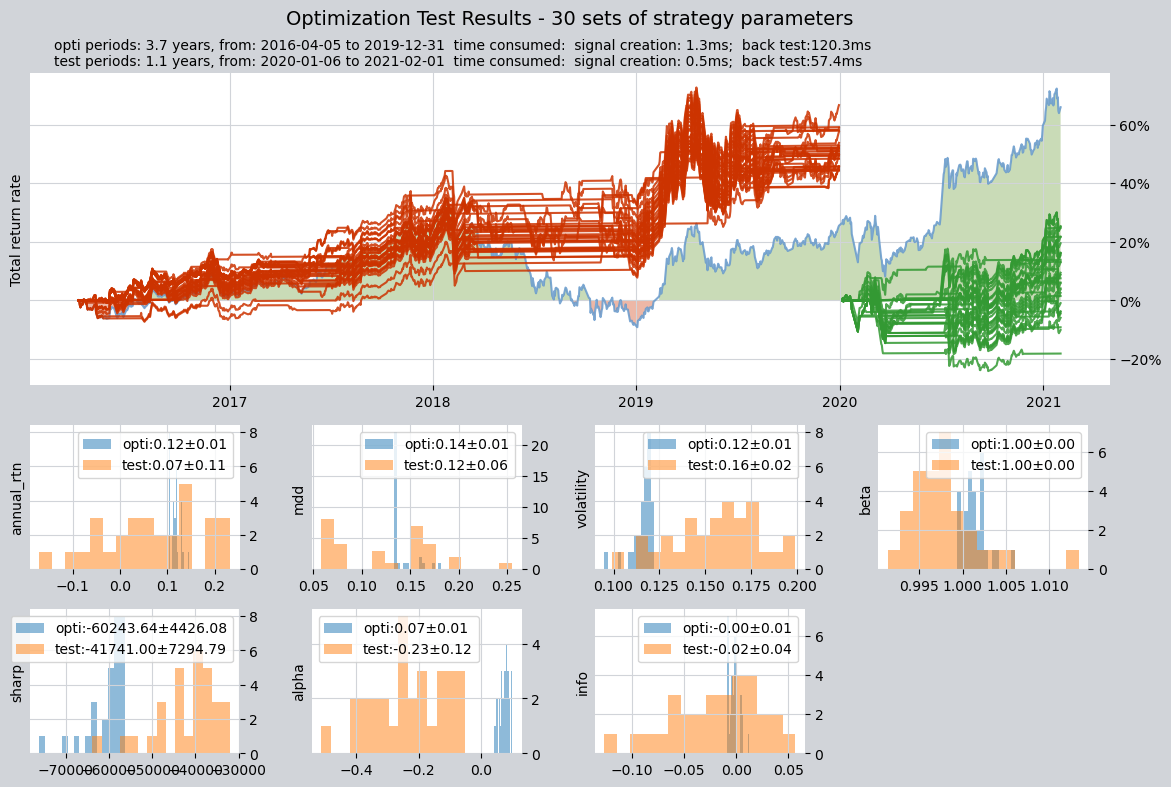 Optimization Test Results - 30 sets of strategy parameters
opti periods: 3.7 years, from: 2016-04-05 to 2019-12-31  time consumed:  signal creation: 1.3ms;  back test:120.3ms
test periods: 1.1 years, from: 2020-01-06 to 2021-02-01  time consumed:  signal creation: 0.5ms;  back test:57.4ms
Total return rate
60%
40%
20%
0%
−20%
2017 2018 2019 2020 2021
annual_rtn
opti:0.12±0.01
test:0.07±0.11
8
6
4
2
0
−0.1 0.0 0.1 0.2
mdd
opti:0.14±0.01
test:0.12±0.06
20
15
10
5
0
0.05 0.10 0.15 0.20 0.25
volatility
opti:0.12±0.01
test:0.16±0.02
8
6
4
2
0
0.100 0.125 0.150 0.175 0.200
beta
opti:1.00±0.00
test:1.00±0.00
6
4
2
0
0.995 1.000 1.005 1.010
sharp
opti:-60243.64±4426.08
test:-41741.00±7294.79
8
6
4
2
0
−70000 −60000 −50000 −40000 −30000
alpha
opti:0.07±0.01
test:-0.23±0.12
4
2
0
−0.4 −0.2 0.0
info
opti:-0.00±0.01
test:-0.02±0.04
6
4
2
0
−0.10 −0.05 0.00 0.05